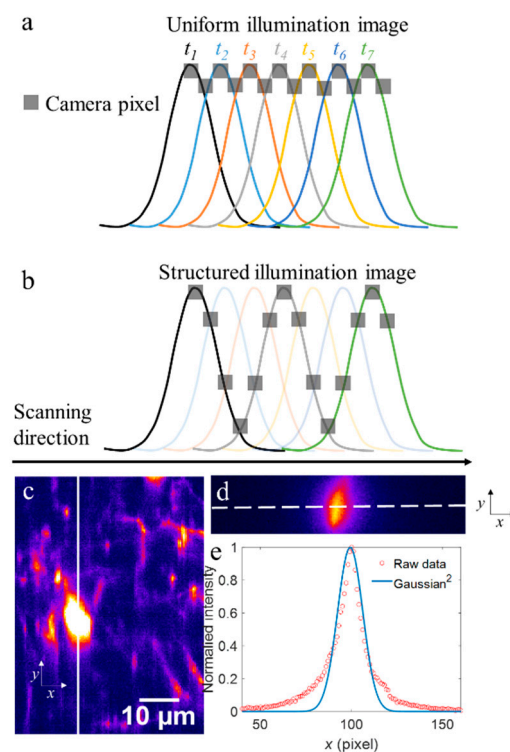 a
Uniform illumination image
t1 t2 t3 t4 t5 t6 t7
Camera pixel
b
Structured illumination image
Scanning
direction
c
y
x
10 μm
d
y
x
e
Normalied intensity
1
0.8
0.6
0.4
0.2
0
50
100
150
x (pixel)
Raw data
Gaussian2